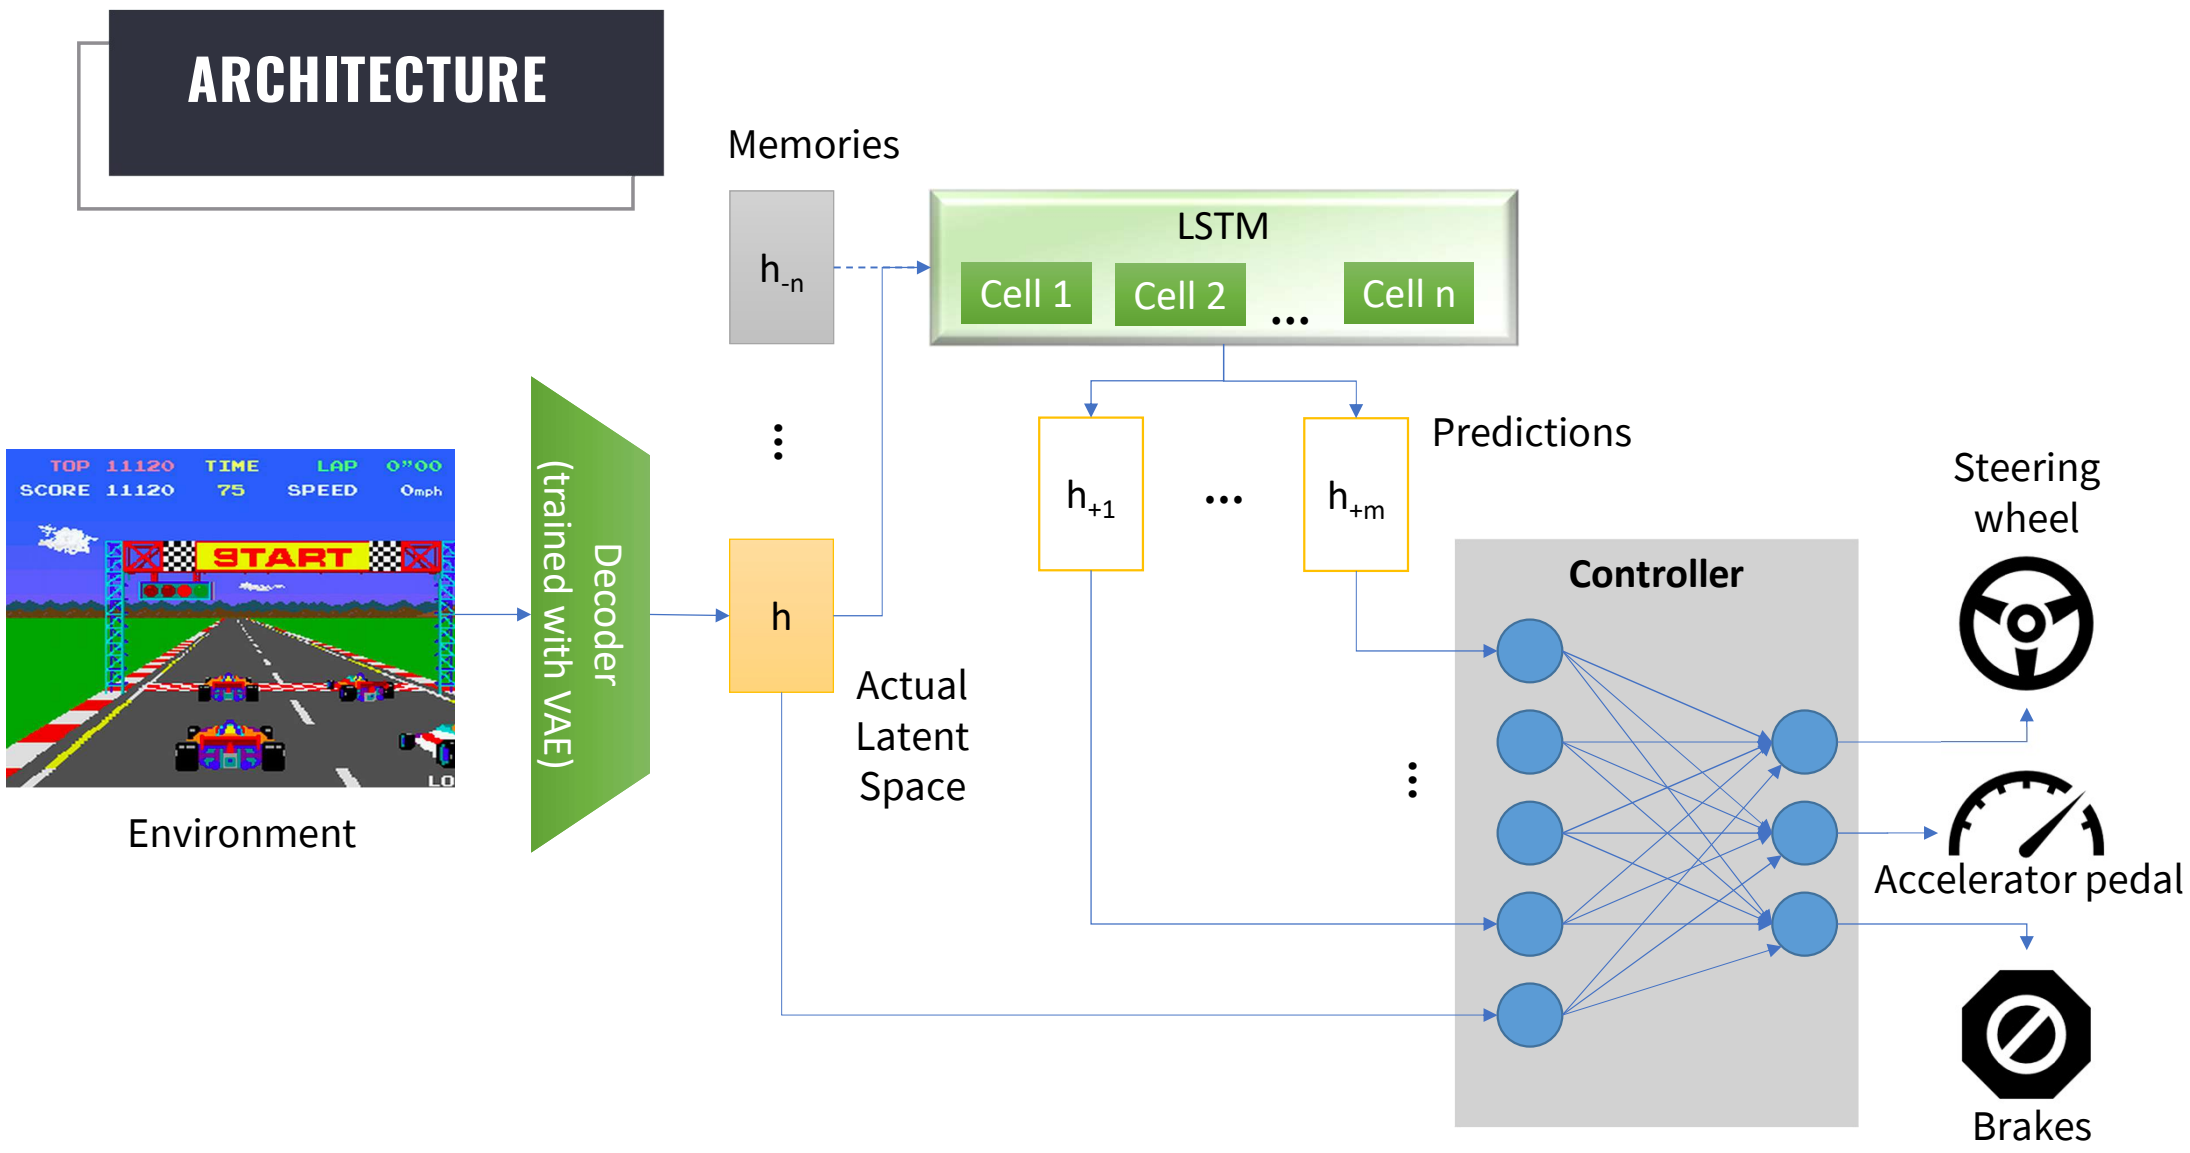 ARCHITECTURE
Memories
h-n
LSTM
Cell 1
Cell 2
...
Cell n
TOP 11120 TIME LAP 0"00
SCORE 11120 75 SPEED 0mph
START
LO
Environment
Decoder
(trained with VAE)
h
Actual
Latent
Space
h+1
...
h+m
Predictions
Controller
Steering
wheel
Accelerator pedal
Brakes